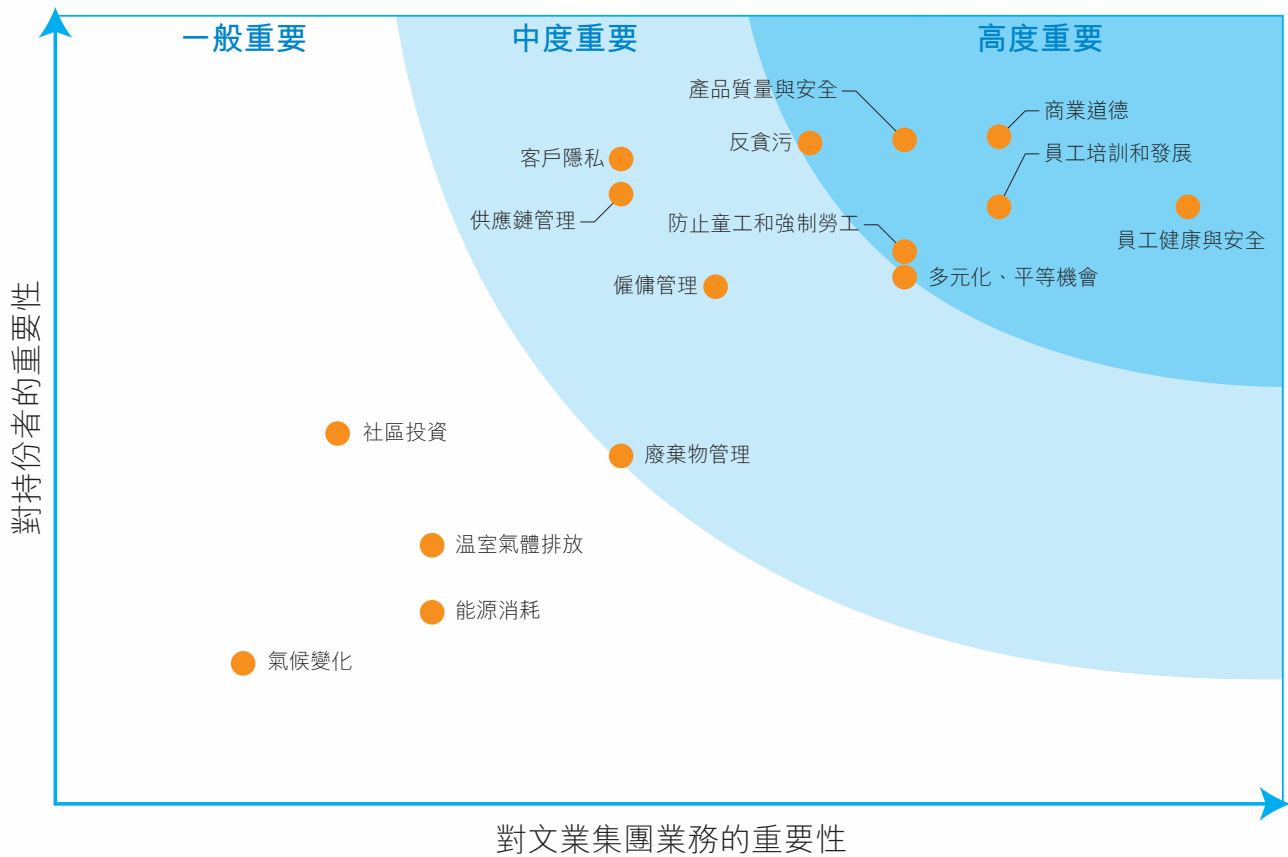 一般重要
中度重要
高度重要
產品質量與安全
商業道德
反貪污
員工培訓和發展
客戶隱私
供應鏈管理
防止童工和強制勞工
員工健康與安全
多元化、平等機會
僱傭管理
社區投資
廢棄物管理
温室氣體排放
能源消耗
氣候變化
對持份者的重要性
對文業集團業務的重要性